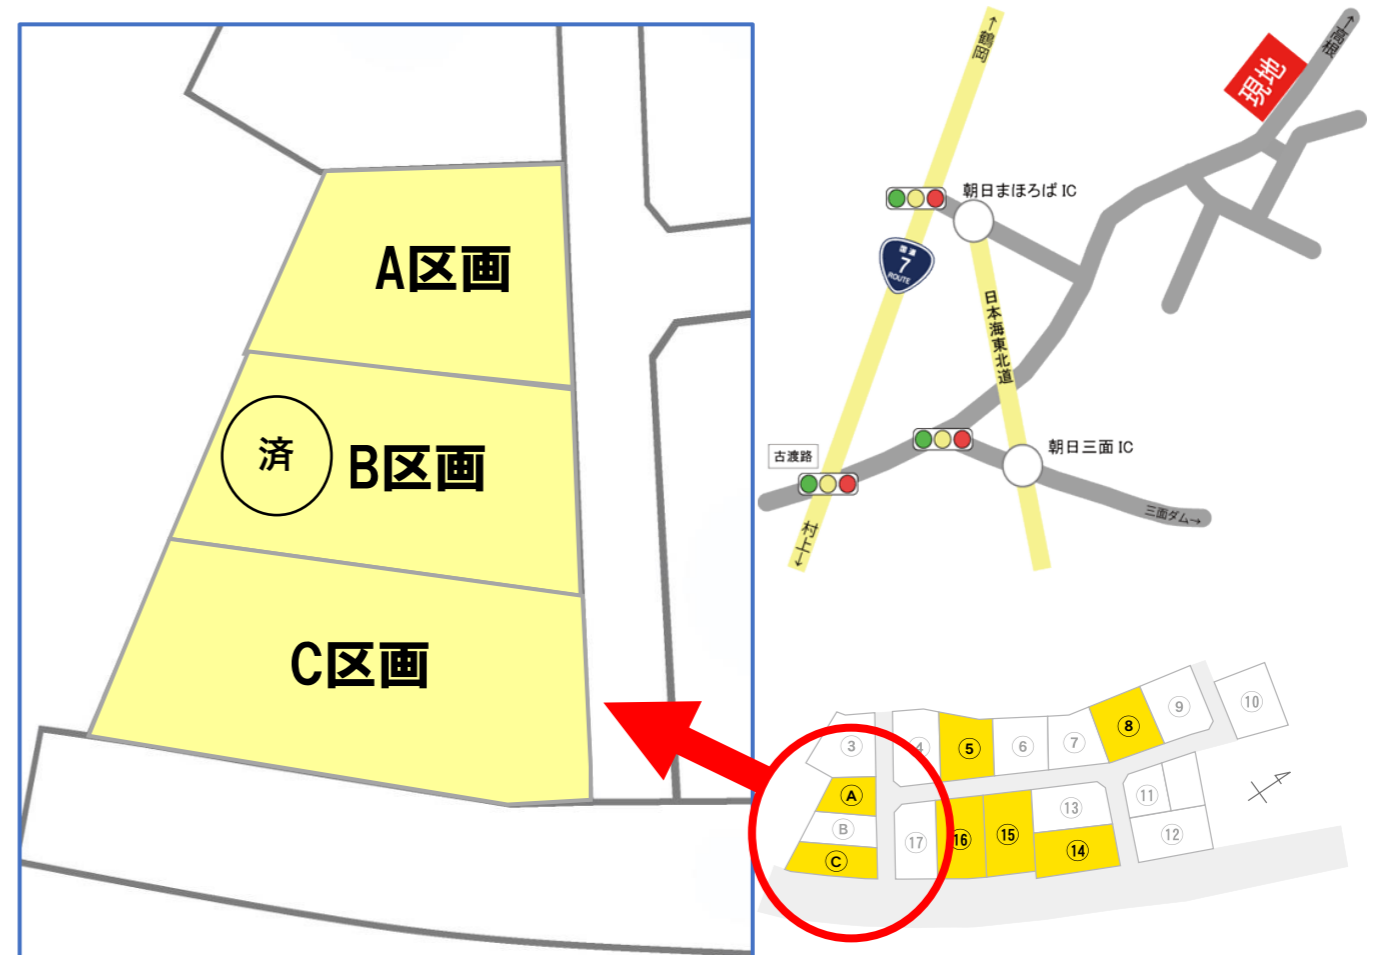 A区画
済
B区画
C区画
↑鶴岡
↑高根
現地
朝日まほろば IC
国道
7
ROUTE
日本海東北道
古渡路
朝日三面 IC
三面ダム→
村上↓
3
4
5
6
7
8
9
10
A
B
C
17
16
15
13
14
11
12